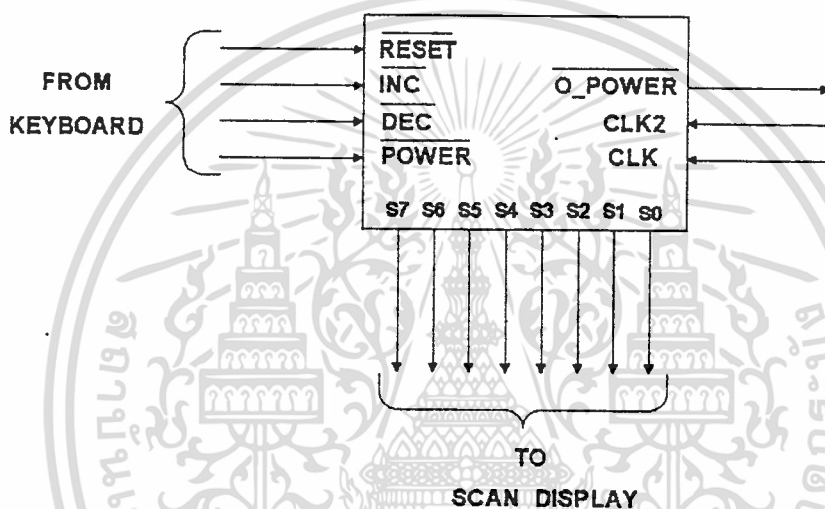 RESET
FROM
KEYBOARD
INC
O_POWER
DEC
CLK2
POWER
CLK
S7 S6 S5 S4 S3 S2 S1 S0
TO
SCAN DISPLAY